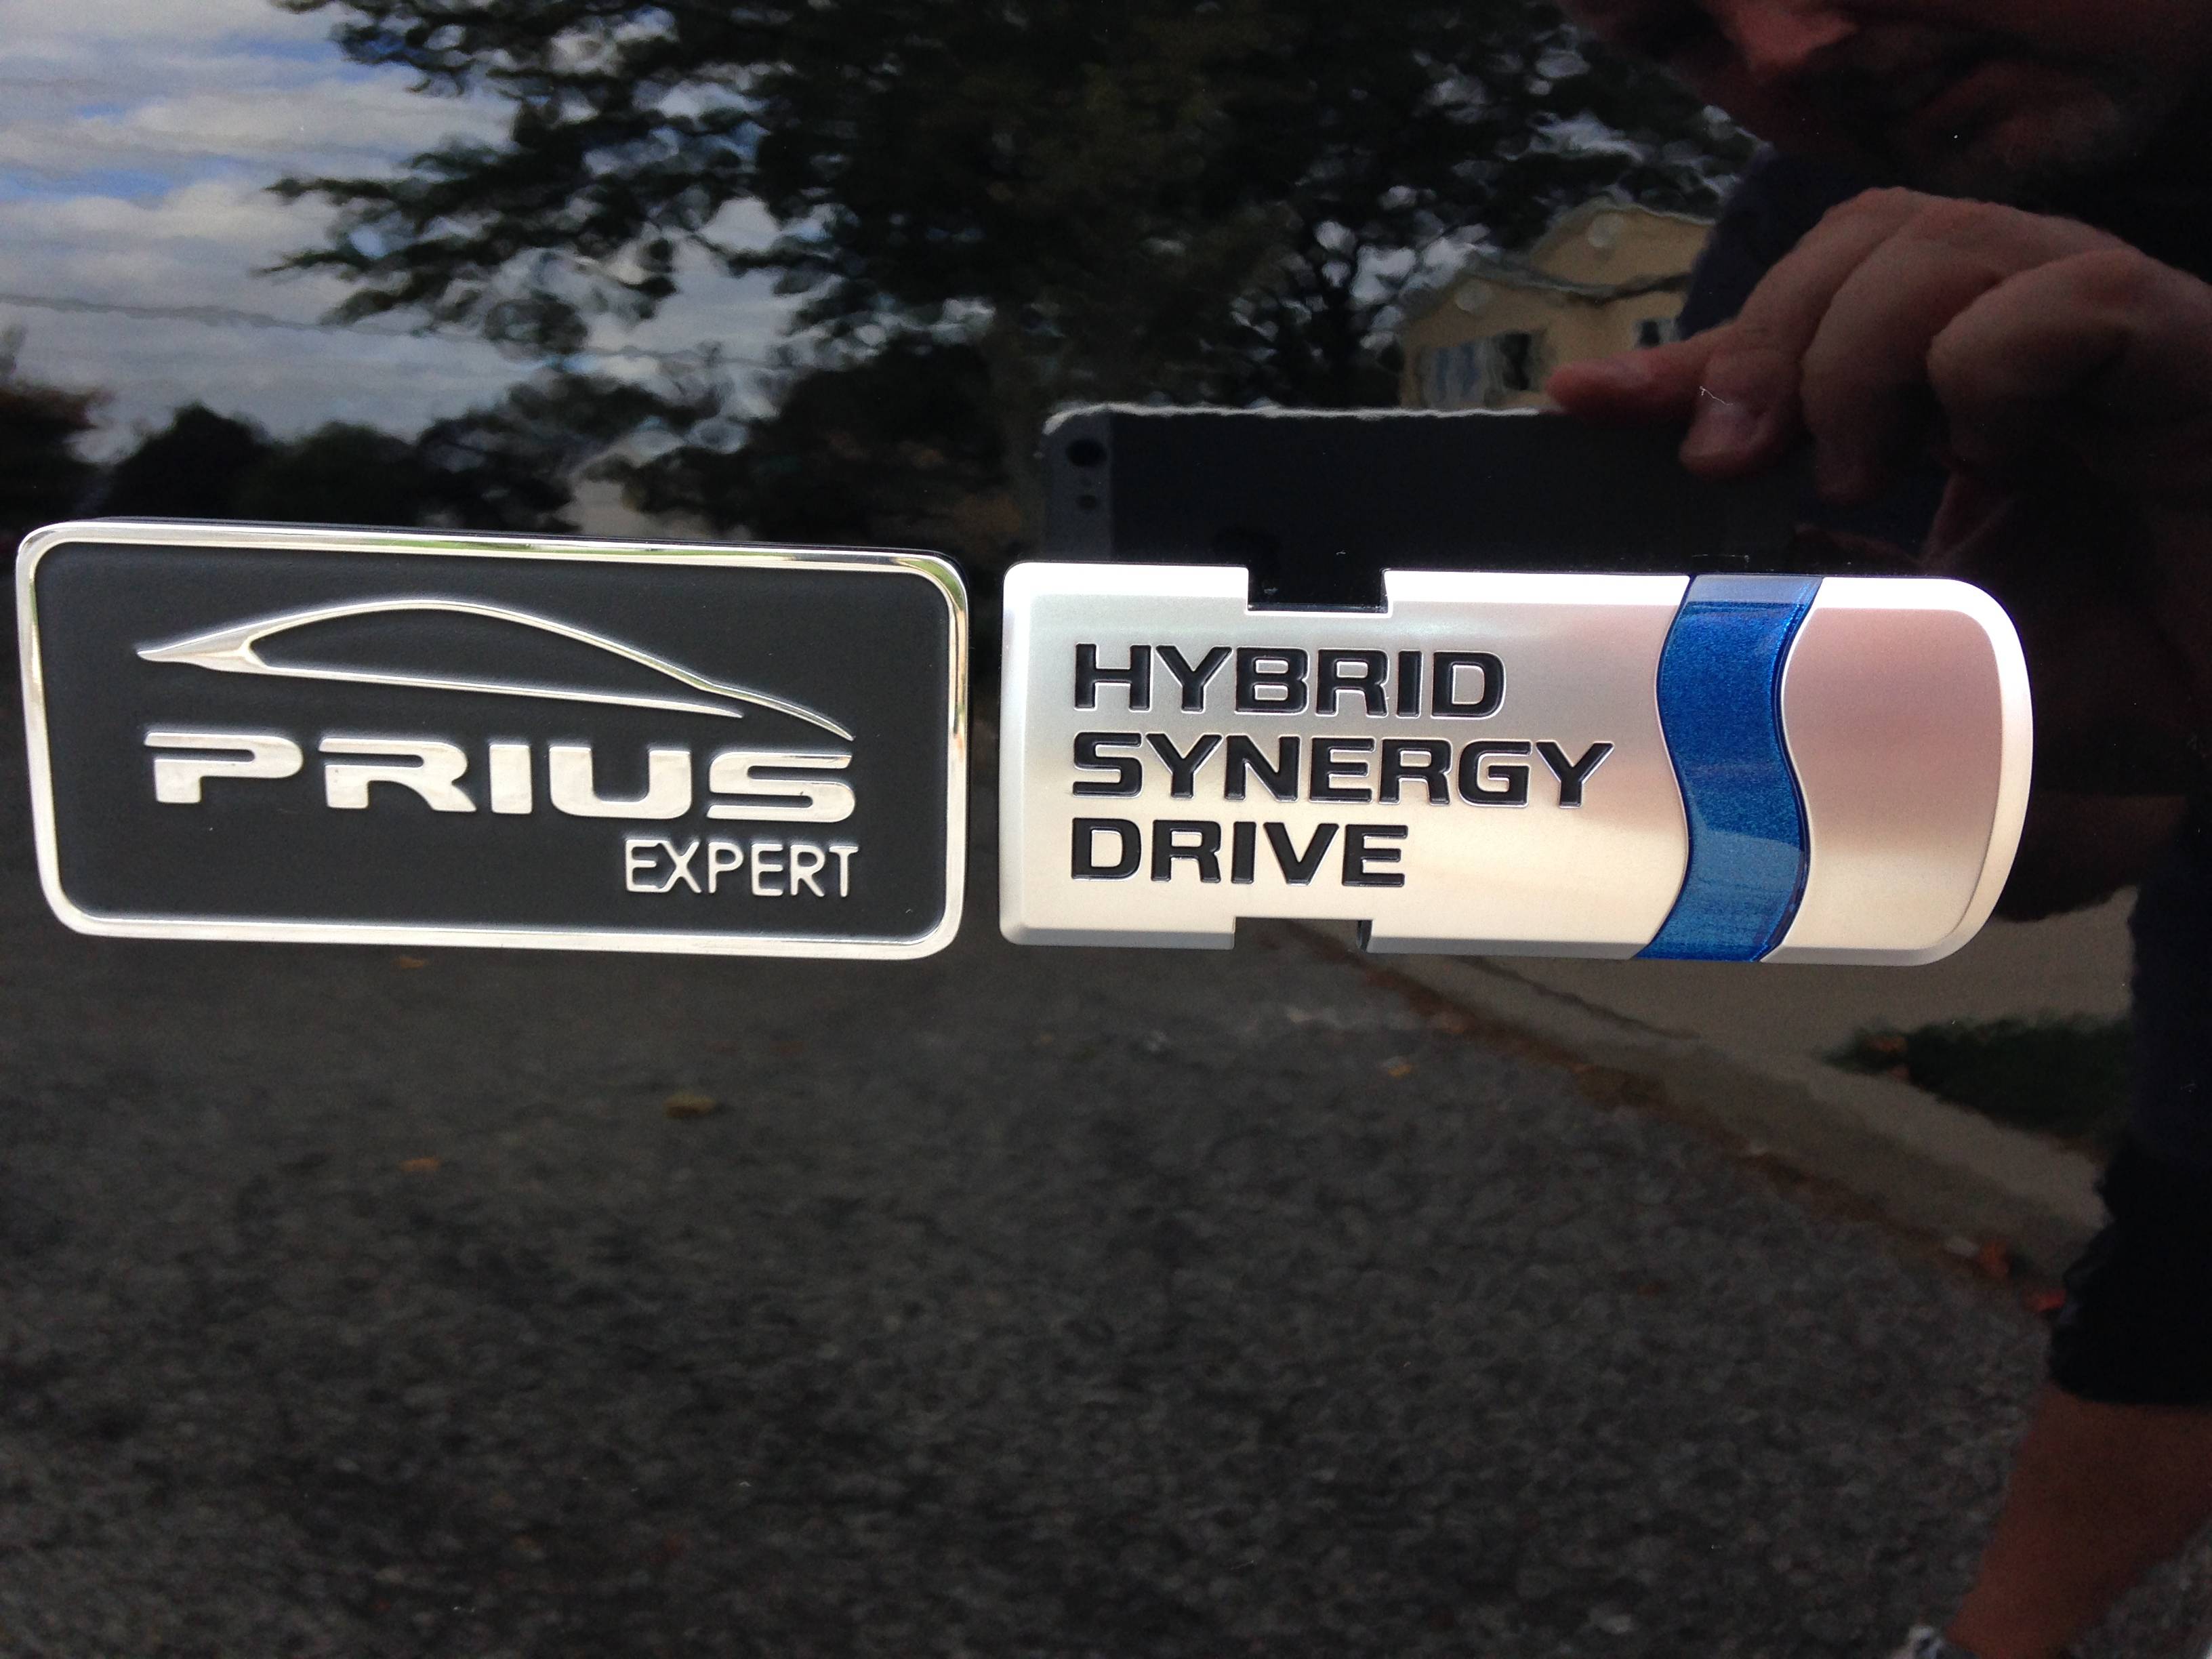 PRIUS
EXPERT
HYBRID
SYNERGY
DRIVE